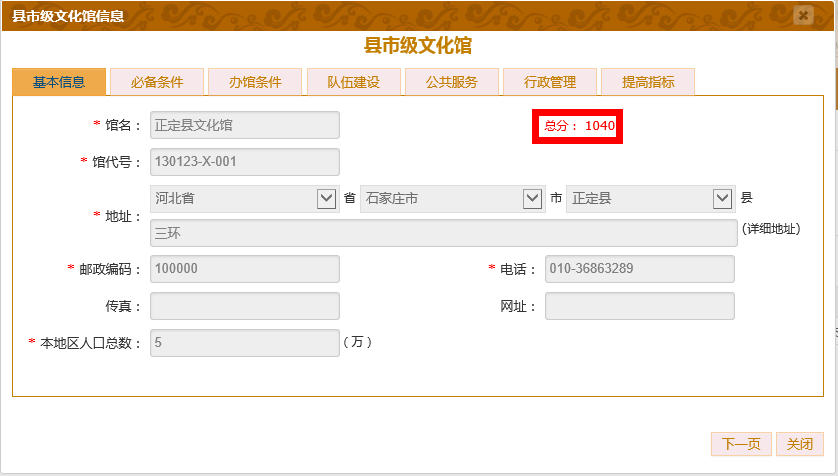 县市级文化馆信息
县市级文化馆
基本信息 必备条件 办馆条件 队伍建设 公共服务 行政管理 提高指标
* 馆名： 正定县文化馆 总分： 1040
* 馆代号： 130123-X-001
* 地址： 河北省 省 石家庄市 市 正定县 县
三环 (详细地址)
* 邮政编码： 100000 * 电话： 010-36863289
传真： 网址：
* 本地区人口总数： 5 （万）
下一页 关闭